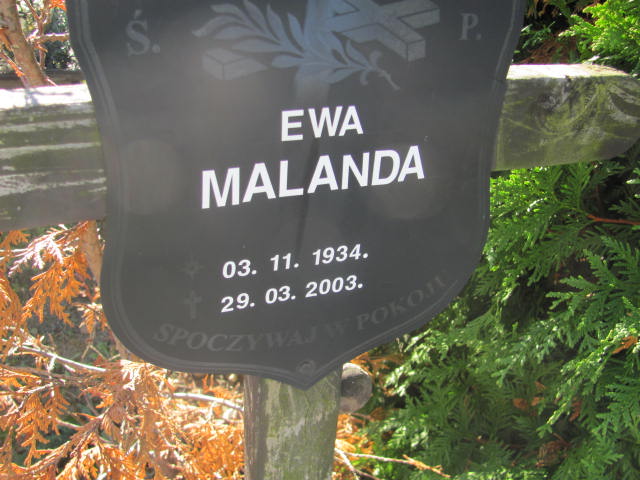 Ś. P.
EWA
MALANDA
03. 11. 1934.
29. 03. 2003.
SPOCZYWAJ W POKOJU